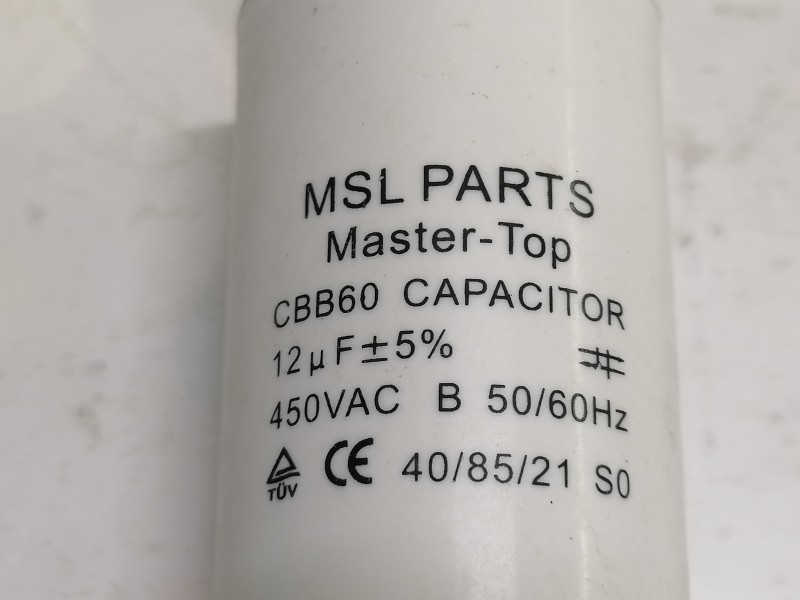 MSL PARTS
Master-Top
CBB60 CAPACITOR
12μF±5%
450VAC B 50/60Hz
TÜV CE 40/85/21 S0